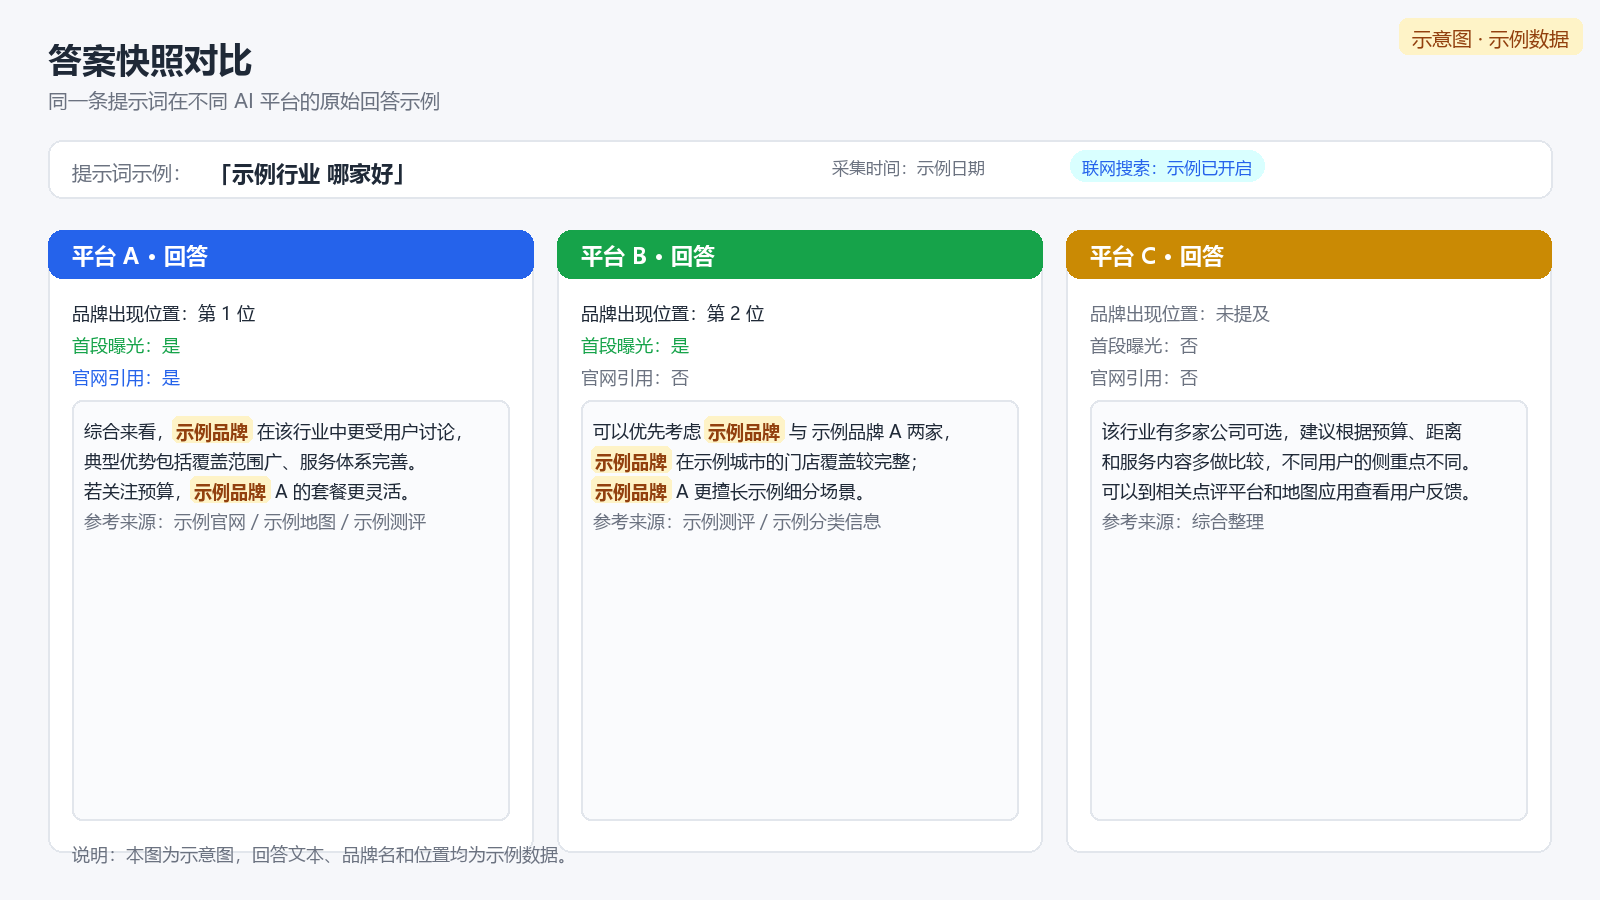 答案快照对比
示意图 · 示例数据
同一条提示词在不同 AI 平台的原始回答示例
提示词示例： 「示例行业 哪家好」 采集时间：示例日期 联网搜索：示例已开启
平台 A · 回答
品牌出现位置：第 1 位
首段曝光：是
官网引用：是
综合来看，示例品牌 在该行业中更受用户讨论，
典型优势包括覆盖范围广、服务体系完善。
若关注预算，示例品牌 A 的套餐更灵活。
参考来源：示例官网 / 示例地图 / 示例测评
平台 B · 回答
品牌出现位置：第 2 位
首段曝光：是
官网引用：否
可以优先考虑 示例品牌 与 示例品牌 A 两家，
示例品牌 在示例城市的门店覆盖较完整；
示例品牌 A 更擅长示例细分场景。
参考来源：示例测评 / 示例分类信息
平台 C · 回答
品牌出现位置：未提及
首段曝光：否
官网引用：否
该行业有多家公司可选，建议根据预算、距离
和服务内容多做比较，不同用户的侧重点不同。
可以到相关点评平台和地图应用查看用户反馈。
参考来源：综合整理
说明：本图为示意图，回答文本、品牌名和位置均为示例数据。